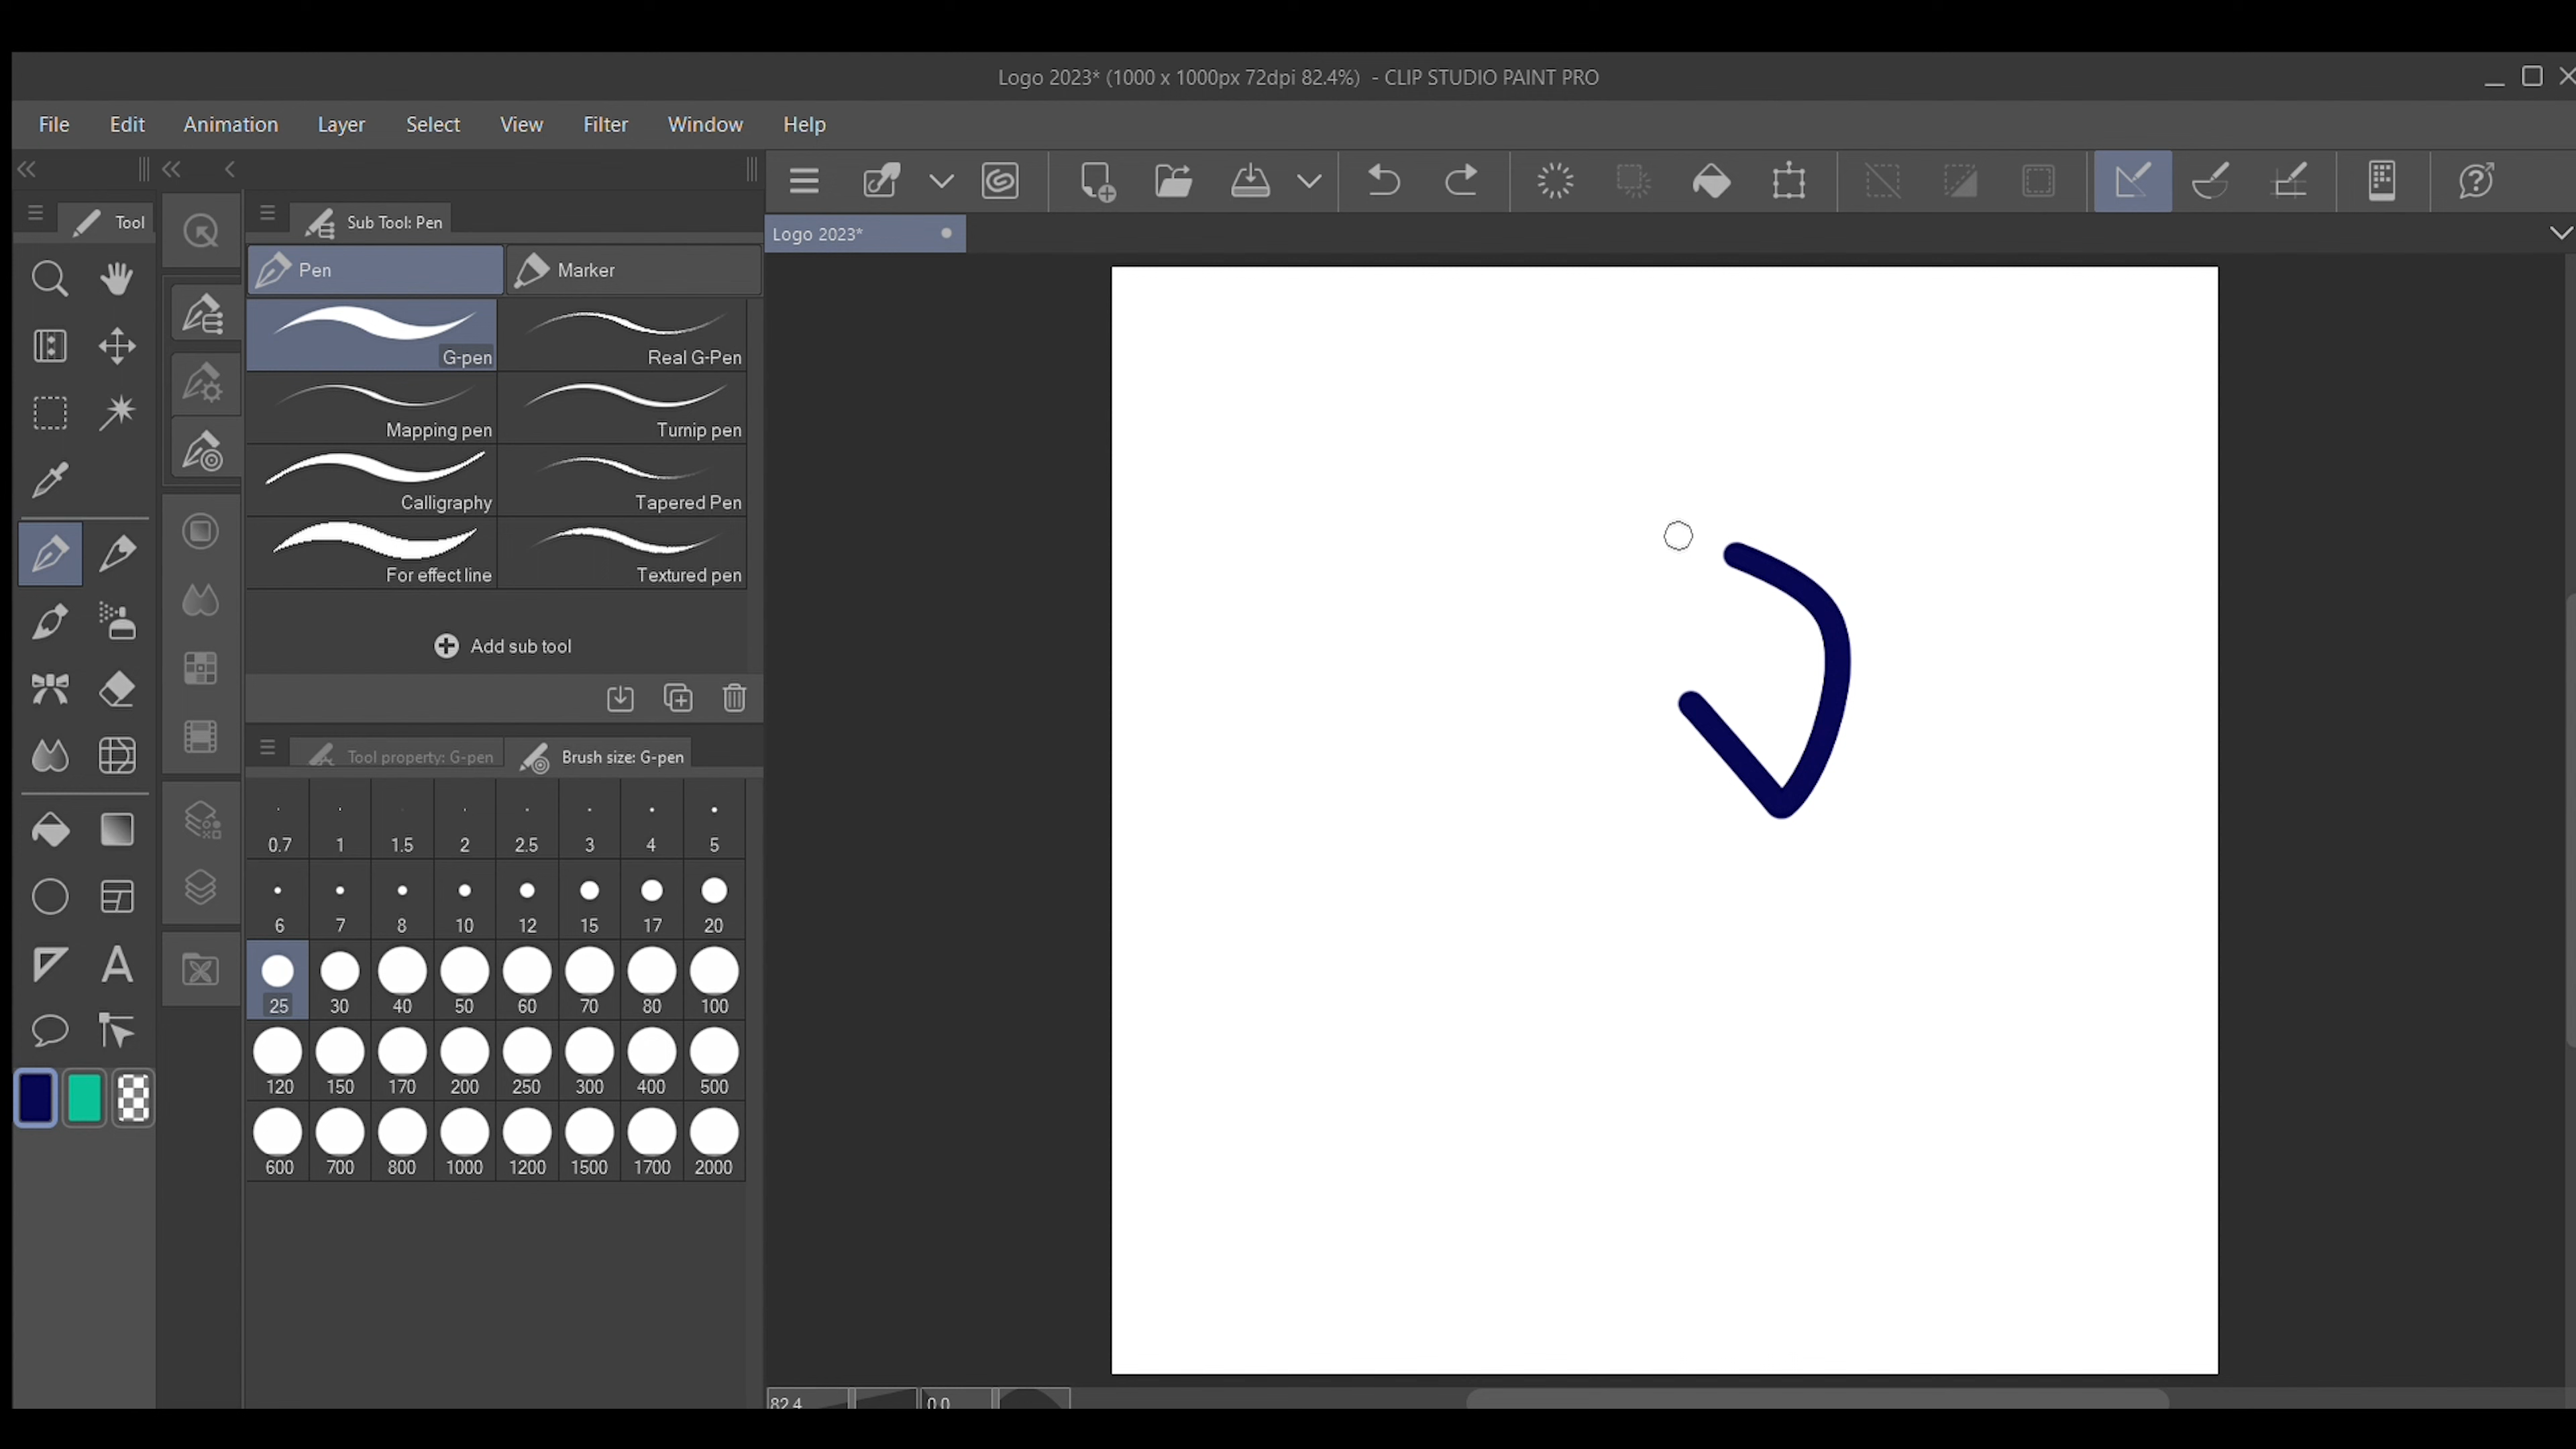 Logo 2023* (1000 x 1000px 72dpi 82.4%) - CLIP STUDIO PAINT PRO
File Edit Animation Layer Select View Filter Window Help
Tool
Sub Tool: Pen
Logo 2023*
Pen Marker
G-pen Real G-Pen
Mapping pen Turnip pen
Calligraphy Tapered Pen
For effect line Textured pen
Add sub tool
Tool property: G-pen Brush size: G-pen
0.7 1 1.5 2 2.5 3 4 5
6 7 8 10 12 15 17 20
25 30 40 50 60 70 80 100
120 150 170 200 250 300 400 500
600 700 800 1000 1200 1500 1700 2000
82.4 0.0